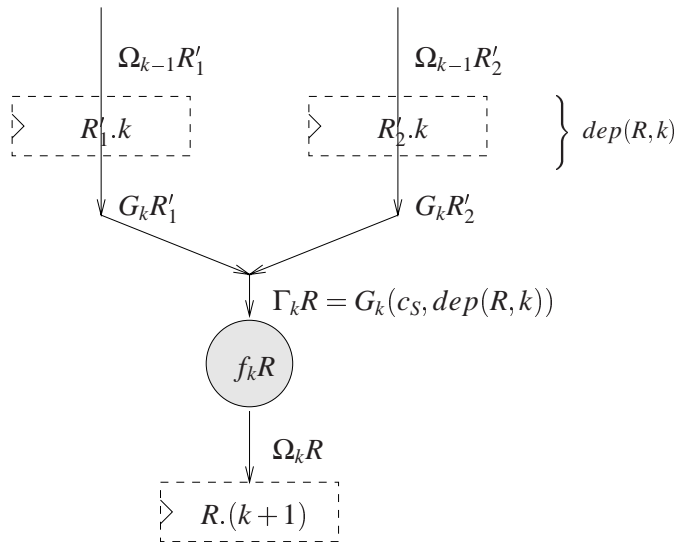 Ω_{k−1}R′_1
Ω_{k−1}R′_2
R′_1.k
R′_2.k
} dep(R,k)
G_kR′_1
G_kR′_2
Γ_kR = G_k(c_S, dep(R,k))
f_kR
Ω_kR
R.(k+1)